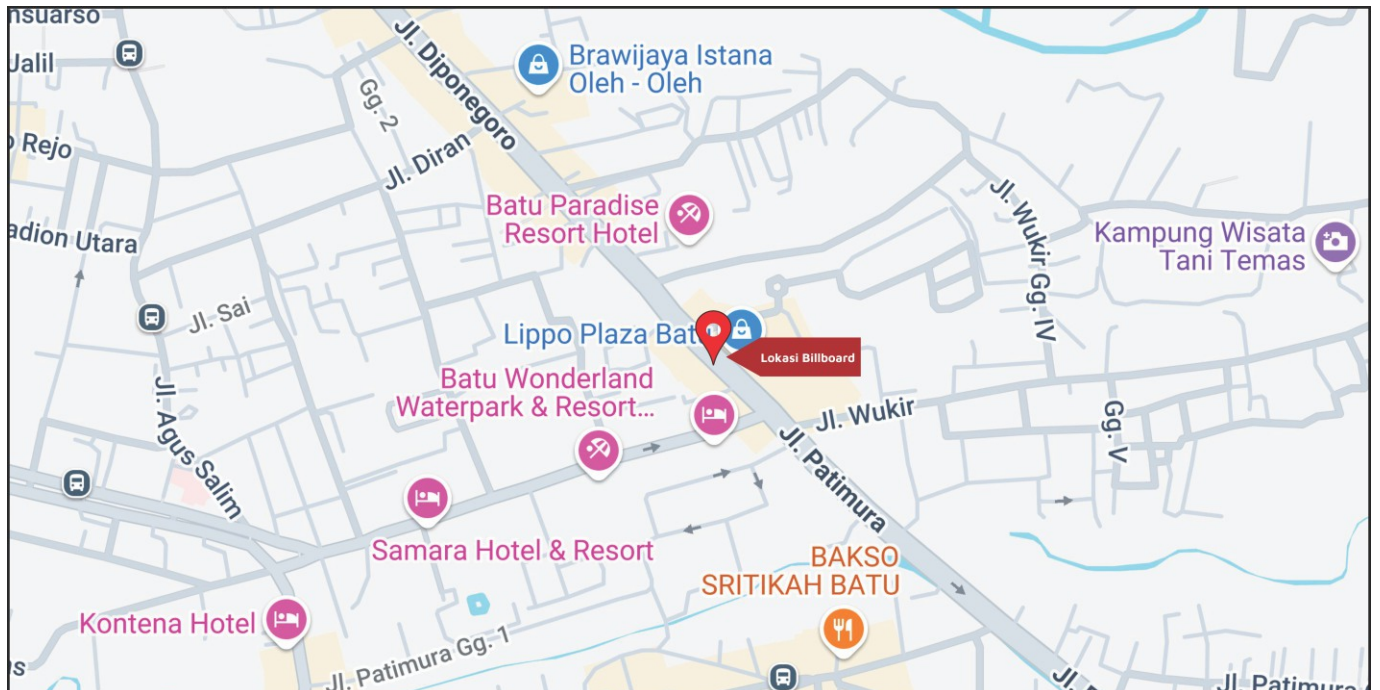 nsuarso
Jalil
Rejo
Gg. 2
Jl. Diponegoro
Brawijaya Istana
Oleh - Oleh
Jl. Diran
adion Utara
Batu Paradise
Resort Hotel
Jl. Wukir Gg. IV
Kampung Wisata
Tani Temas
Jl. Sai
Lippo Plaza Batu
Lokasi Billboard
Batu Wonderland
Waterpark & Resort...
Jl. Wukir
Gg. V
Jl. Agus Salim
Jl. Patimura
Samara Hotel & Resort
BAKSO
SRITIKAH BATU
Kontena Hotel
Jl. Patimura Gg. 1
Jl. Patimura